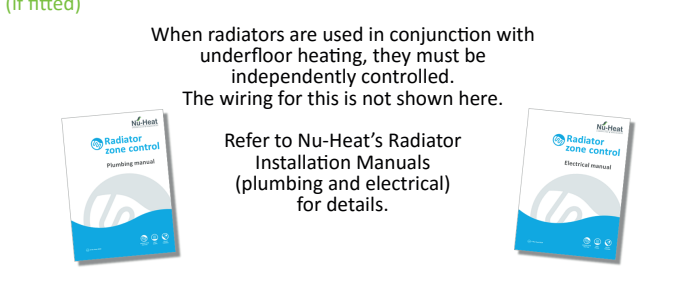 (if fitted)
When radiators are used in conjunction with
underfloor heating, they must be
independently controlled.
The wiring for this is not shown here.
Refer to Nu-Heat's Radiator
Installation Manuals
(plumbing and electrical)
for details.
Nu-Heat
Radiator
zone control
Plumbing manual
Nu-Heat
Radiator
zone control
Electrical manual